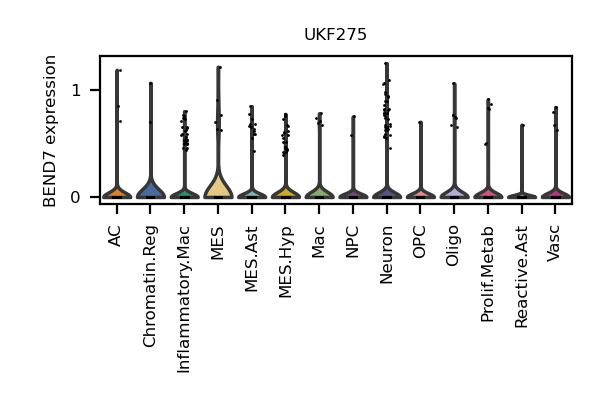 UKF275
BEND7 expression
1
0
AC
Chromatin.Reg
Inflammatory.Mac
MES
MES.Ast
MES.Hyp
Mac
NPC
Neuron
OPC
Oligo
Prolif.Metab
Reactive.Ast
Vasc